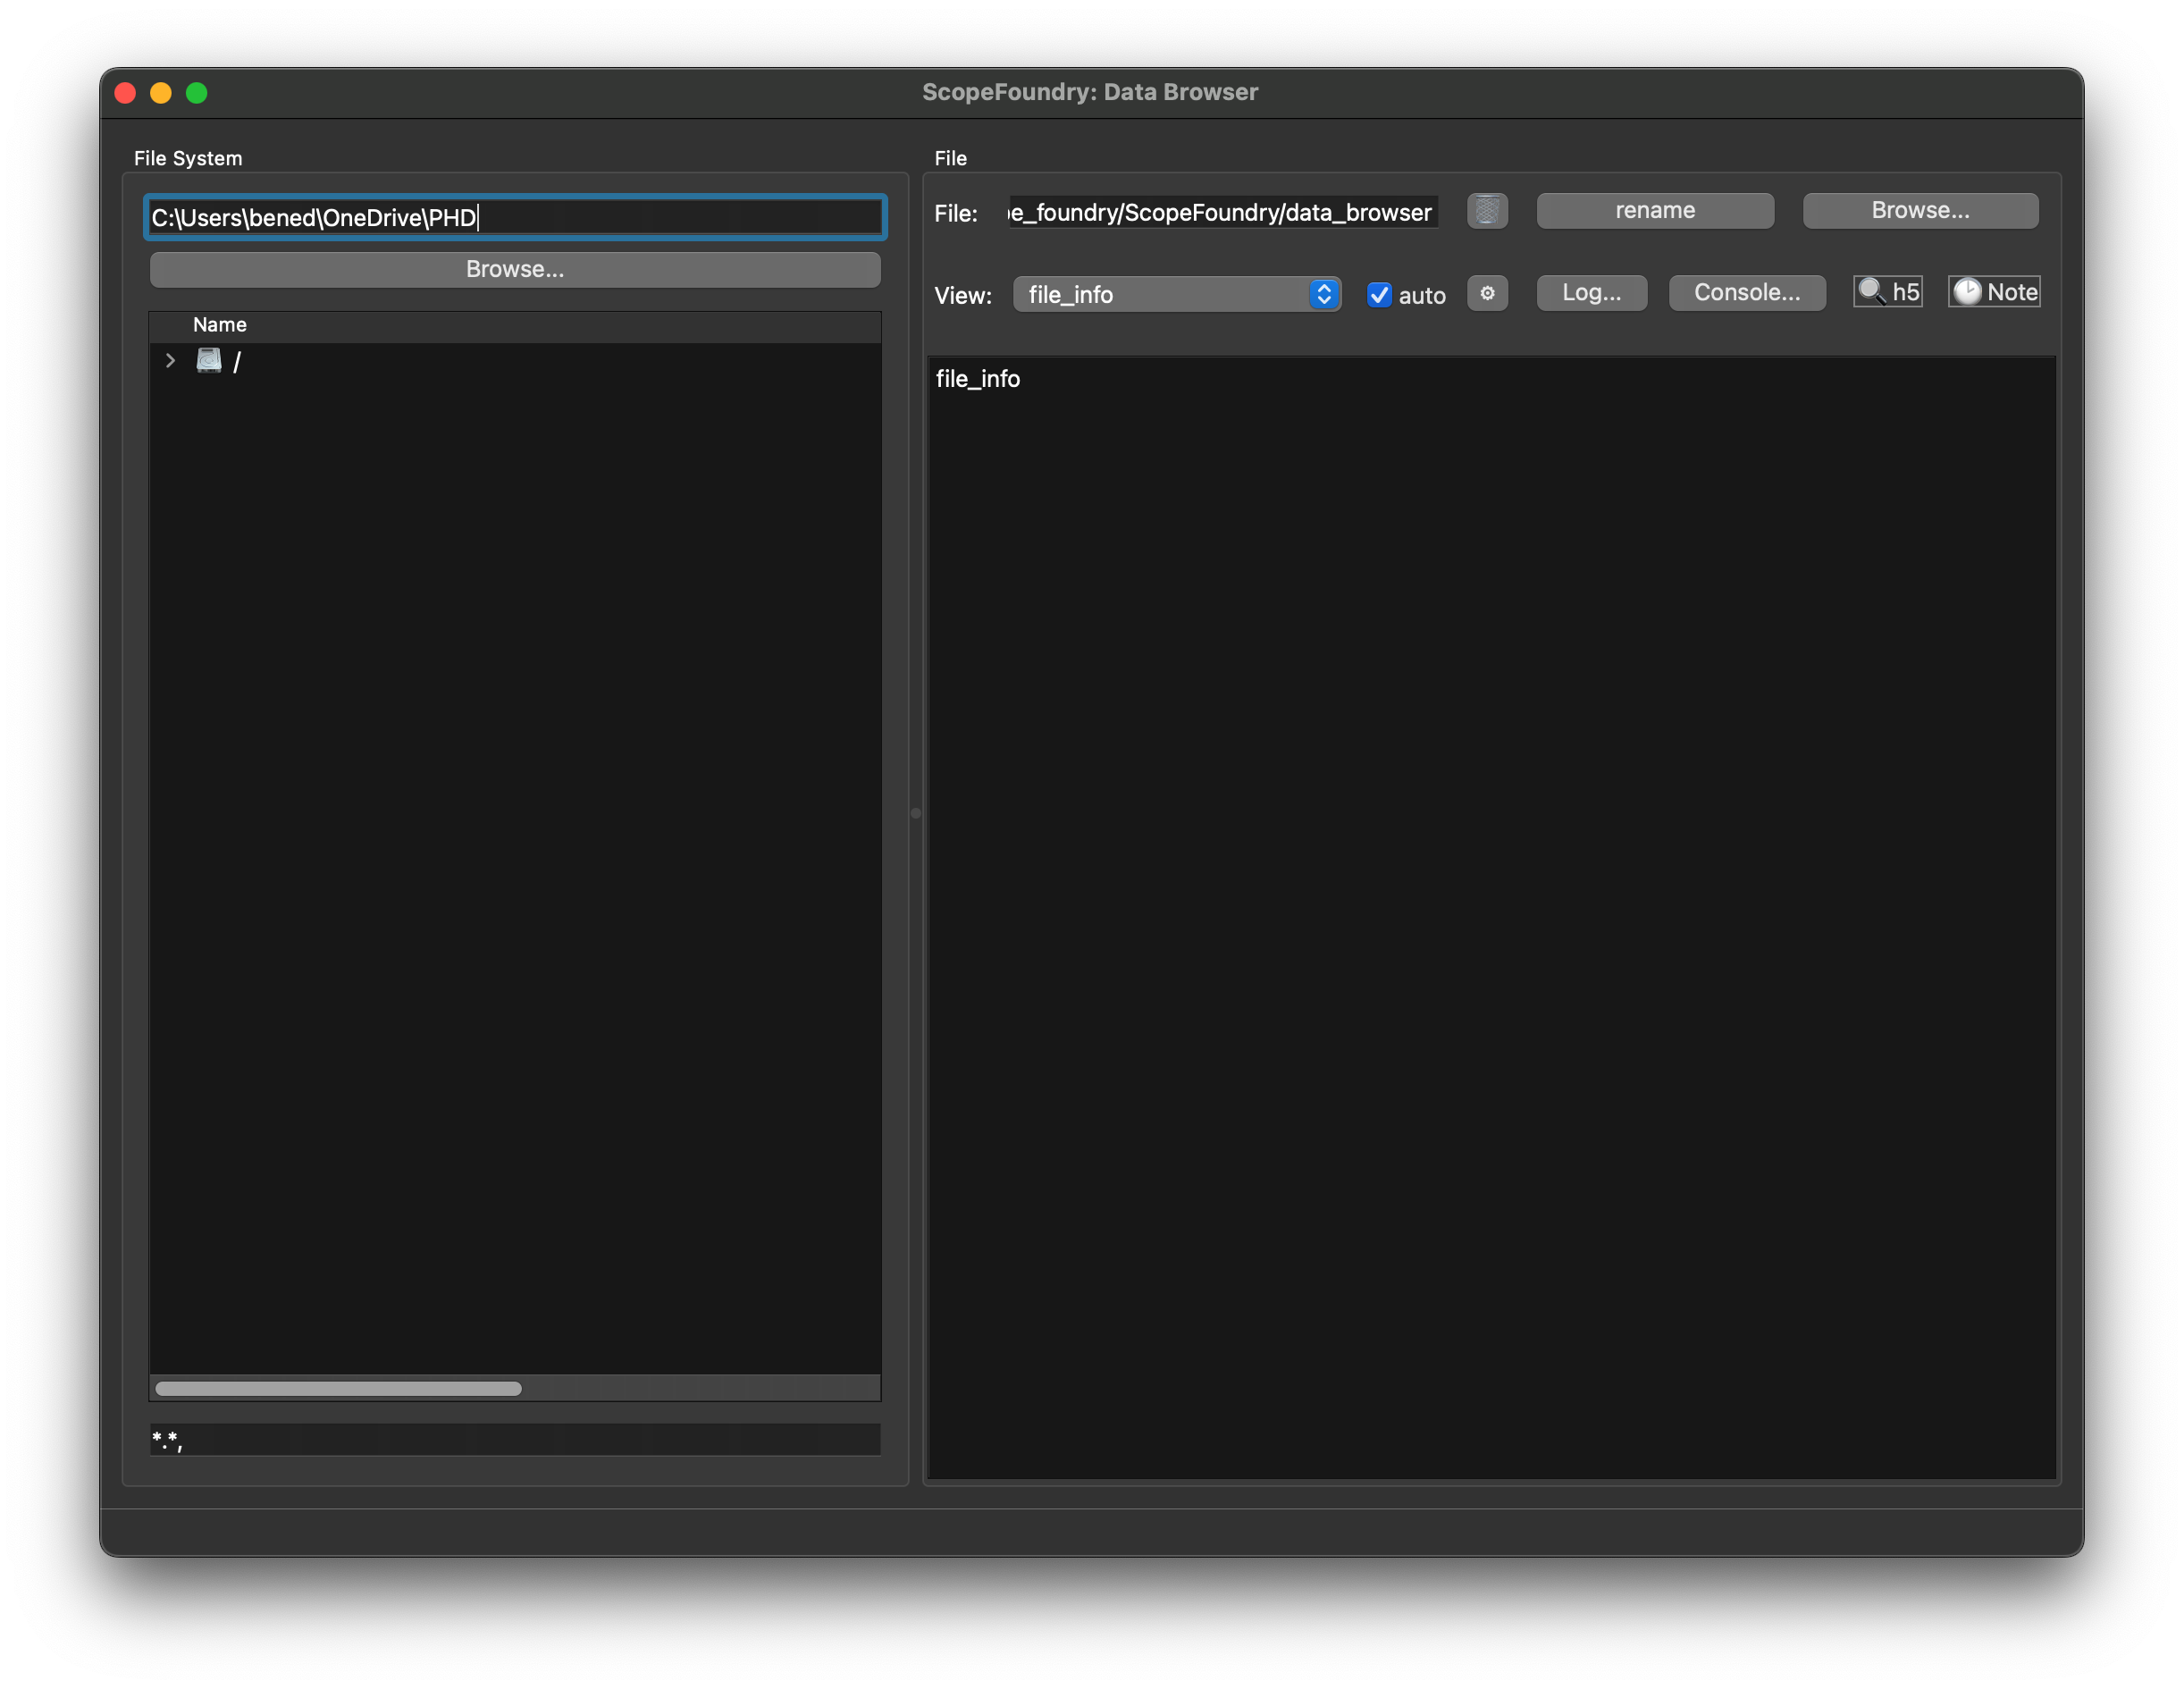 ScopeFoundry: Data Browser
File System
C:\Users\bened\OneDrive\PHD
Browse...
Name
/
*.*,
File
File: pe_foundry/ScopeFoundry/data_browser rename Browse...
View: file_info auto Log... Console... h5 Note
file_info